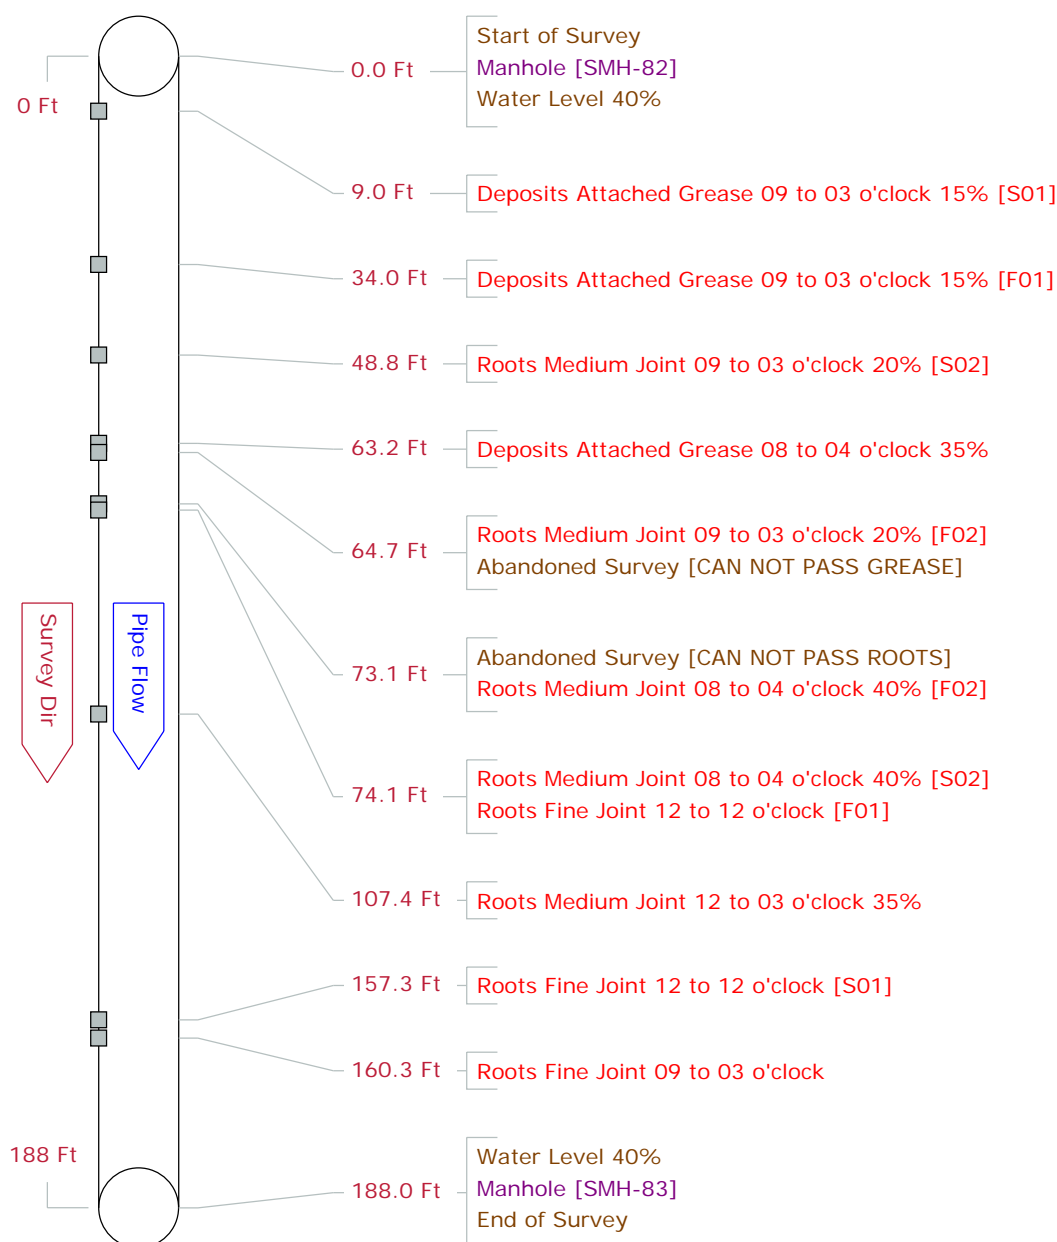 Start of Survey
0.0 Ft
Manhole [SMH-82]
Water Level 40%
0 Ft
9.0 Ft
Deposits Attached Grease 09 to 03 o'clock 15% [S01]
34.0 Ft
Deposits Attached Grease 09 to 03 o'clock 15% [F01]
48.8 Ft
Roots Medium Joint 09 to 03 o'clock 20% [S02]
63.2 Ft
Deposits Attached Grease 08 to 04 o'clock 35%
64.7 Ft
Roots Medium Joint 09 to 03 o'clock 20% [F02]
Abandoned Survey [CAN NOT PASS GREASE]
Survey Dir
Pipe Flow
73.1 Ft
Abandoned Survey [CAN NOT PASS ROOTS]
Roots Medium Joint 08 to 04 o'clock 40% [F02]
74.1 Ft
Roots Medium Joint 08 to 04 o'clock 40% [S02]
Roots Fine Joint 12 to 12 o'clock [F01]
107.4 Ft
Roots Medium Joint 12 to 03 o'clock 35%
157.3 Ft
Roots Fine Joint 12 to 12 o'clock [S01]
160.3 Ft
Roots Fine Joint 09 to 03 o'clock
188 Ft
188.0 Ft
Water Level 40%
Manhole [SMH-83]
End of Survey